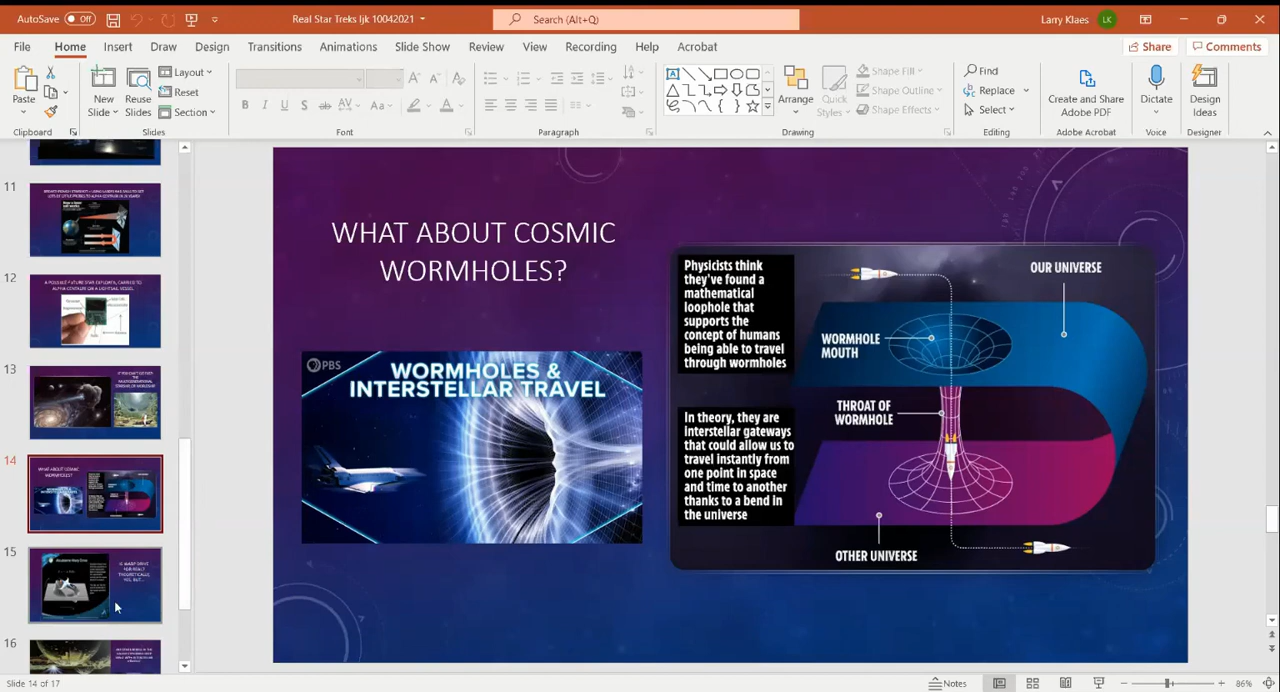 AutoSave
Off
Real Star Treks ljk 10042021
Search (Alt+Q)
Larry Klaes
LK
File
Home
Insert
Draw
Design
Transitions
Animations
Slide Show
Review
View
Recording
Help
Acrobat
Share
Comments
Paste
New
Slide
Reuse
Slides
Layout
Reset
Section
Arrange
Quick
Styles
Shape Fill
Shape Outline
Shape Effects
Find
Replace
Select
Create and Share
Adobe PDF
Dictate
Design
Ideas
Clipboard
Slides
Font
Paragraph
Drawing
Editing
Adobe Acrobat
Voice
Designer
11
12
13
14
WHAT ABOUT COSMIC
WORMHOLES?
15
16
WHAT ABOUT COSMIC
WORMHOLES?
PBS
WORMHOLES &
INTERSTELLAR TRAVEL
Physicists think
they've found a
mathematical
loophole that
supports the
concept of humans
being able to travel
through wormholes
In theory, they are
interstellar gateways
that could allow us to
travel instantly from
one point in space
and time to another
thanks to a bend in
the universe
OUR UNIVERSE
WORMHOLE
MOUTH
THROAT OF
WORMHOLE
OTHER UNIVERSE
Slide 14 of 17
Notes
86%